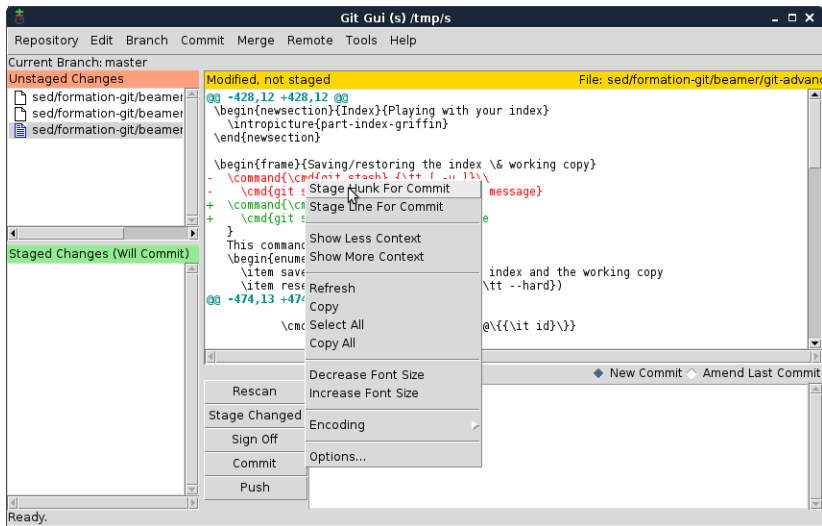 Git Gui (s) /tmp/s
Repository Edit Branch Commit Merge Remote Tools Help
Current Branch: master
Unstaged Changes
sed/formation-git/beamer
sed/formation-git/beamer
sed/formation-git/beamer
Staged Changes (Will Commit)
Modified, not staged File: sed/formation-git/beamer/git-advan
@@ -428,12 +428,12 @@
\begin{newsection}{Index}{Playing with your index}
\intropicture{part-index-griffin}
\end{newsection}
\begin{frame}{Saving/restoring the index \& working copy}
- \command{\cmd{git stash} {\tt [ -u ]}\\
- \cmd{git s message}
+ \command{\c
+ \cmd{git s e
}
This command
\begin{enume
\item save index and the working copy
\item rese \tt --hard})
@@ -474,13 +474
\cmd @\{{\it id}\}}
Stage Hunk For Commit
Stage Line For Commit
Show Less Context
Show More Context
Refresh
Copy
Select All
Copy All
Decrease Font Size
Increase Font Size
Encoding
Options...
New Commit Amend Last Commit
Rescan
Stage Changed
Sign Off
Commit
Push
Ready.